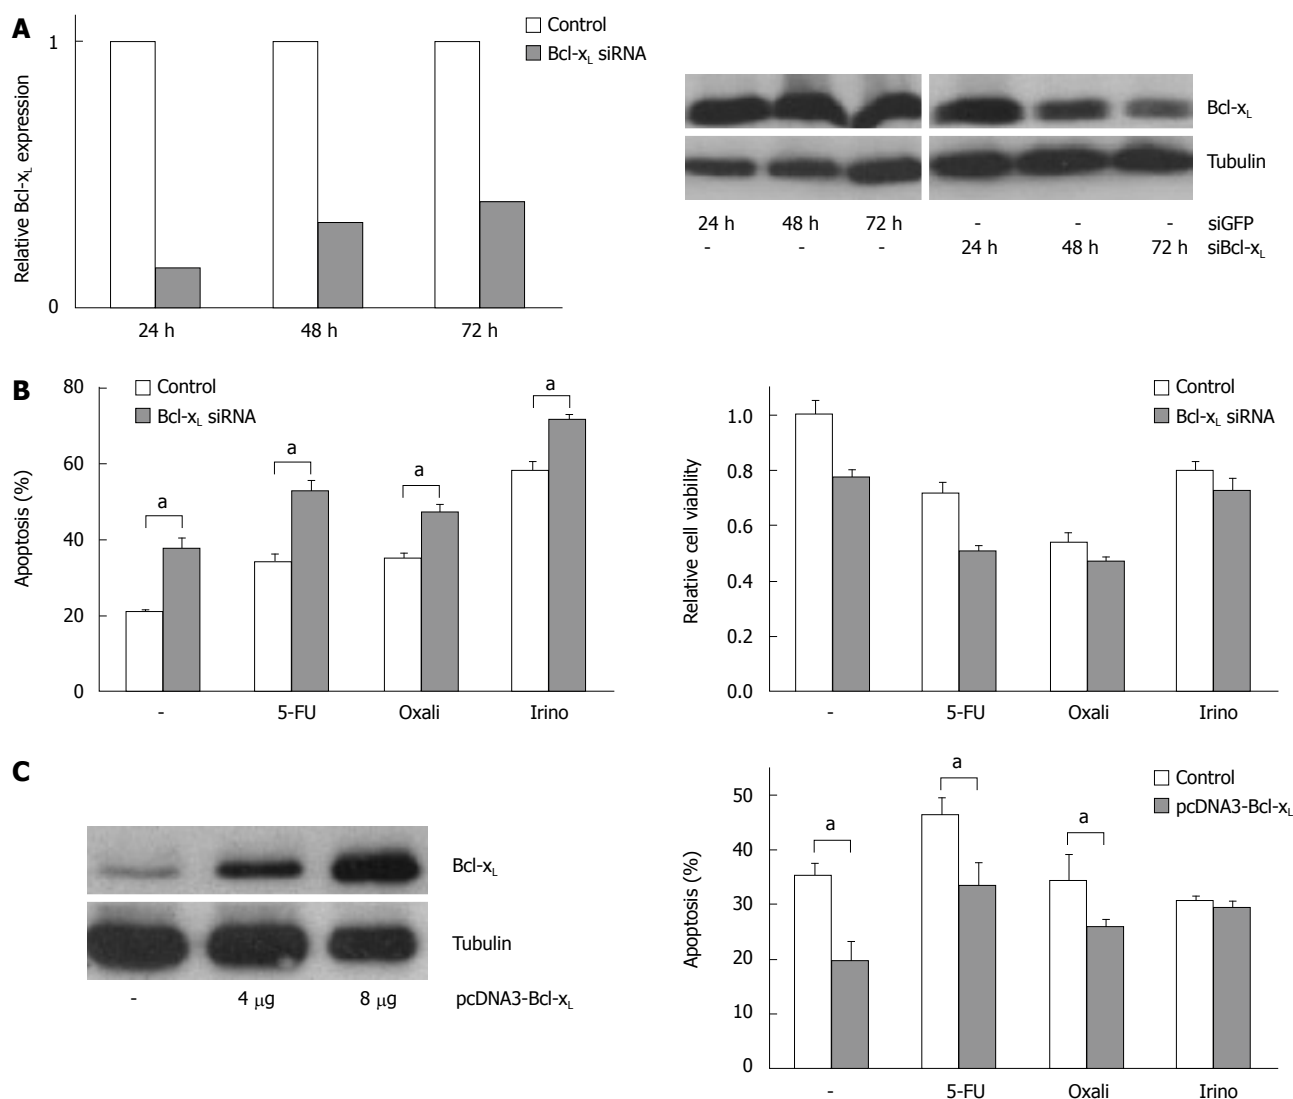 A
Control
Bcl-xL siRNA
1
0
Relative Bcl-xL expression
24 h 48 h 72 h
Bcl-xL
Tubulin
24 h 48 h 72 h - - - siGFP
- - - 24 h 48 h 72 h siBcl-xL
B
Control
Bcl-xL siRNA
80
60
40
20
0
Apoptosis (%)
a a a a
- 5-FU Oxali Irino
Control
Bcl-xL siRNA
1.0
0.8
0.6
0.4
0.2
0.0
Relative cell viability
- 5-FU Oxali Irino
C
Bcl-xL
Tubulin
- 4 μg 8 μg pcDNA3-Bcl-xL
Control
pcDNA3-Bcl-xL
50
40
30
20
10
0
Apoptosis (%)
a a a
- 5-FU Oxali Irino